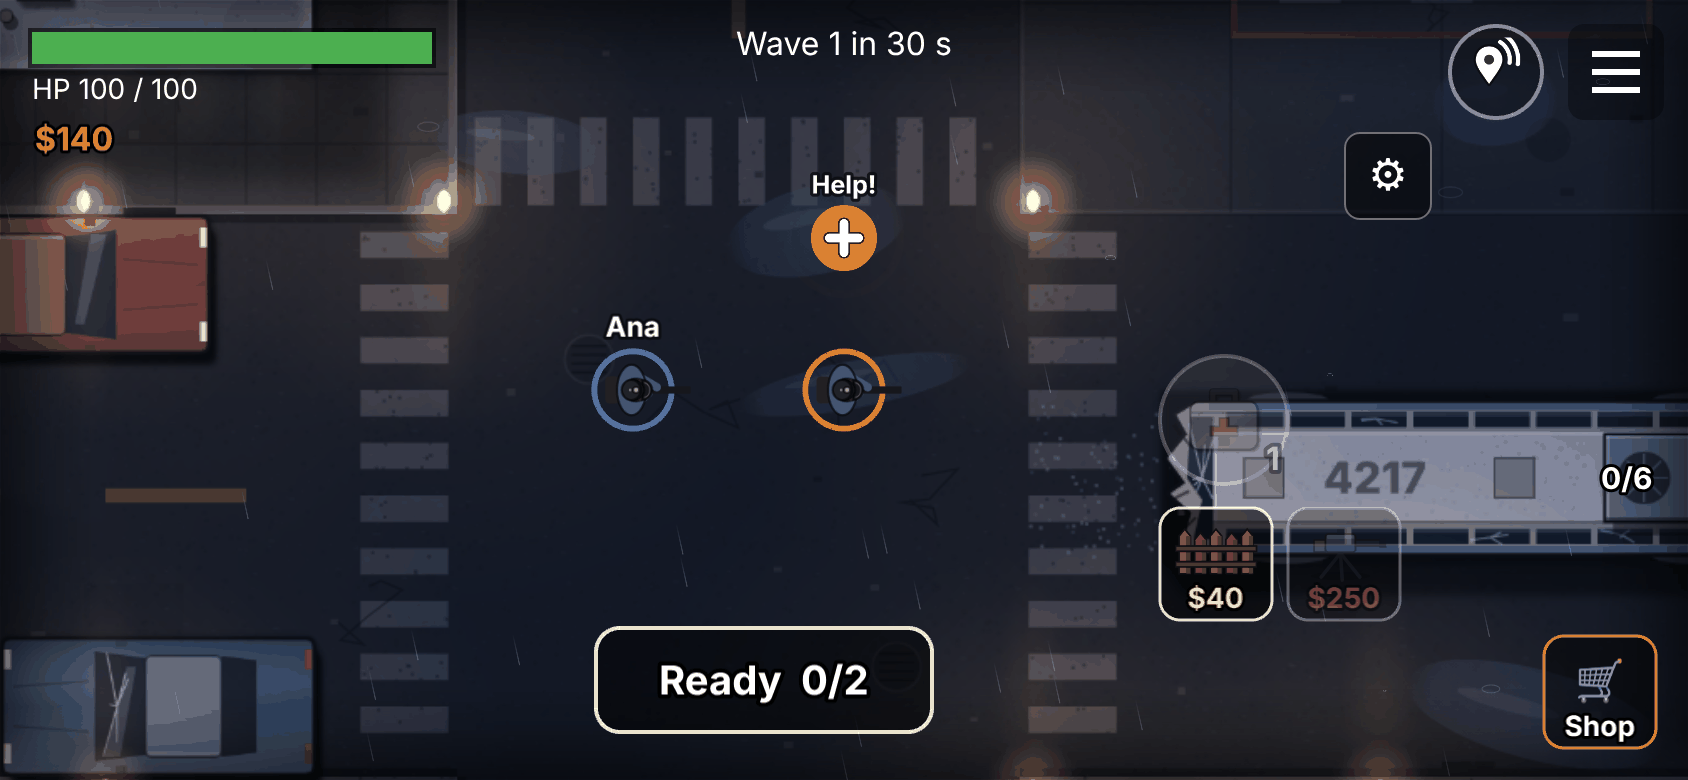 Wave 1 in 30 s
HP 100 / 100
$140
Help!
Ana
1
4217
0/6
$40
$250
Ready 0/2
Shop